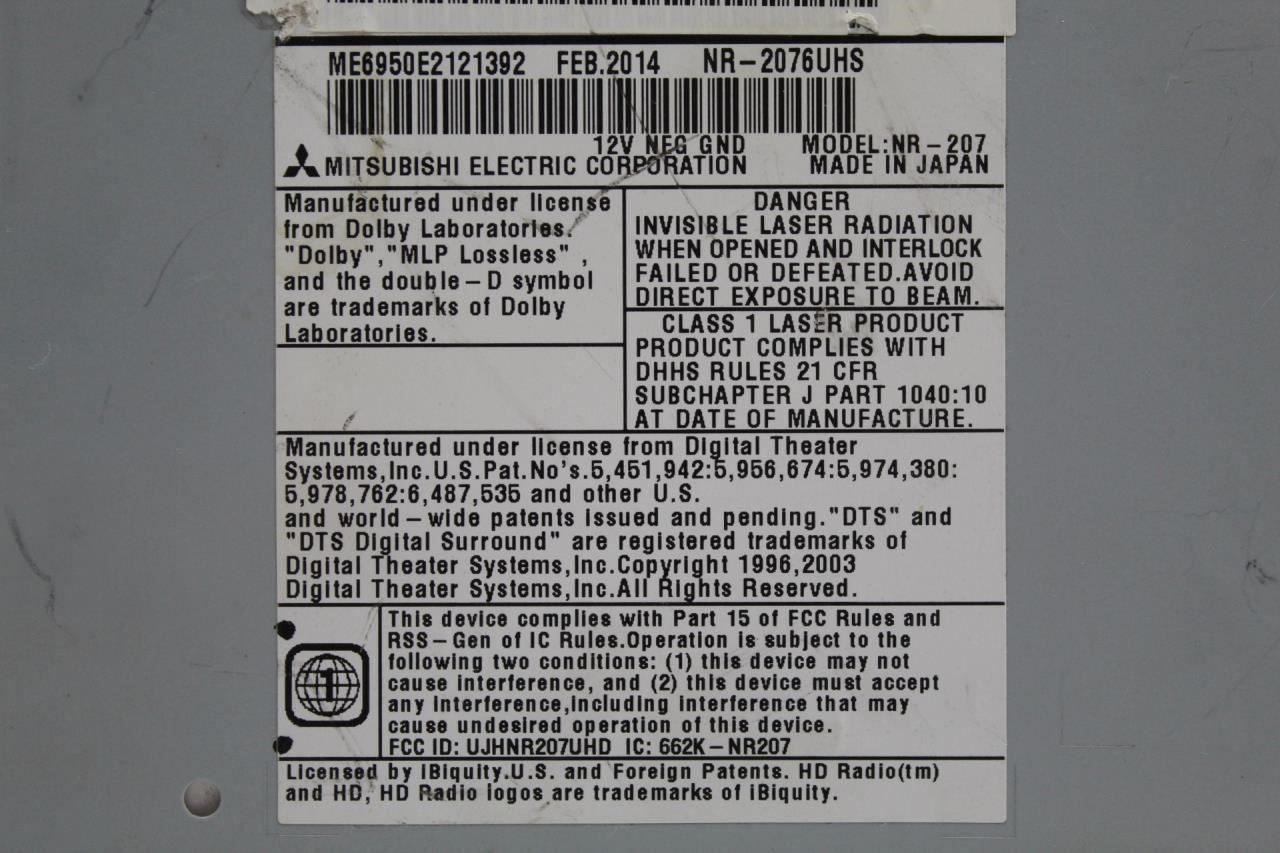 ME6950E2121392 FEB.2014 NR-2076UHS
12V NEG GND MODEL:NR-207
MITSUBISHI ELECTRIC CORPORATION MADE IN JAPAN
Manufactured under license
from Dolby Laboratories.
"Dolby","MLP Lossless" ,
and the double-D symbol
are trademarks of Dolby
Laboratories.
DANGER
INVISIBLE LASER RADIATION
WHEN OPENED AND INTERLOCK
FAILED OR DEFEATED.AVOID
DIRECT EXPOSURE TO BEAM.
CLASS 1 LASER PRODUCT
PRODUCT COMPLIES WITH
DHHS RULES 21 CFR
SUBCHAPTER J PART 1040:10
AT DATE OF MANUFACTURE.
Manufactured under license from Digital Theater
Systems,Inc.U.S.Pat.No's.5,451,942:5,956,674:5,974,380:
5,978,762:6,487,535 and other U.S.
and world-wide patents issued and pending."DTS" and
"DTS Digital Surround" are registered trademarks of
Digital Theater Systems,Inc.Copyright 1996,2003
Digital Theater Systems,Inc.All Rights Reserved.
1
This device complies with Part 15 of FCC Rules and
RSS-Gen of IC Rules.Operation is subject to the
following two conditions: (1) this device may not
cause interference, and (2) this device must accept
any interference,including interference that may
cause undesired operation of this device.
FCC ID: UJHNR207UHD IC: 662K-NR207
Licensed by iBiquity.U.S. and Foreign Patents. HD Radio(tm)
and HD, HD Radio logos are trademarks of iBiquity.